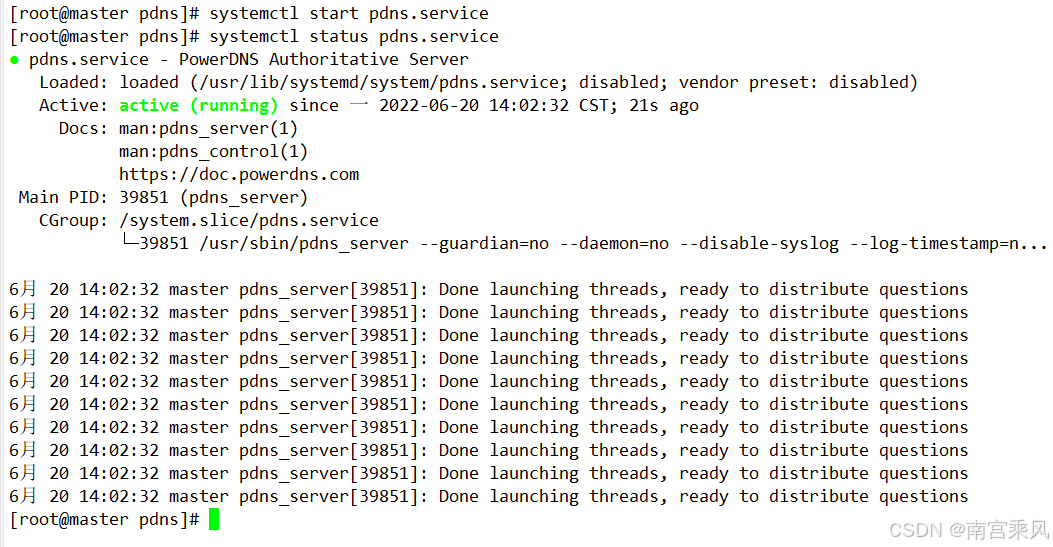 [root@master pdns]# systemctl start pdns.service
[root@master pdns]# systemctl status pdns.service
● pdns.service - PowerDNS Authoritative Server
   Loaded: loaded (/usr/lib/systemd/system/pdns.service; disabled; vendor preset: disabled)
   Active: active (running) since 一 2022-06-20 14:02:32 CST; 21s ago
     Docs: man:pdns_server(1)
           man:pdns_control(1)
           https://doc.powerdns.com
 Main PID: 39851 (pdns_server)
   CGroup: /system.slice/pdns.service
           └─39851 /usr/sbin/pdns_server --guardian=no --daemon=no --disable-syslog --log-timestamp=n...

6月 20 14:02:32 master pdns_server[39851]: Done launching threads, ready to distribute questions
6月 20 14:02:32 master pdns_server[39851]: Done launching threads, ready to distribute questions
6月 20 14:02:32 master pdns_server[39851]: Done launching threads, ready to distribute questions
6月 20 14:02:32 master pdns_server[39851]: Done launching threads, ready to distribute questions
6月 20 14:02:32 master pdns_server[39851]: Done launching threads, ready to distribute questions
6月 20 14:02:32 master pdns_server[39851]: Done launching threads, ready to distribute questions
6月 20 14:02:32 master pdns_server[39851]: Done launching threads, ready to distribute questions
6月 20 14:02:32 master pdns_server[39851]: Done launching threads, ready to distribute questions
6月 20 14:02:32 master pdns_server[39851]: Done launching threads, ready to distribute questions
6月 20 14:02:32 master pdns_server[39851]: Done launching threads, ready to distribute questions
[root@master pdns]#
CSDN @南宫乘风